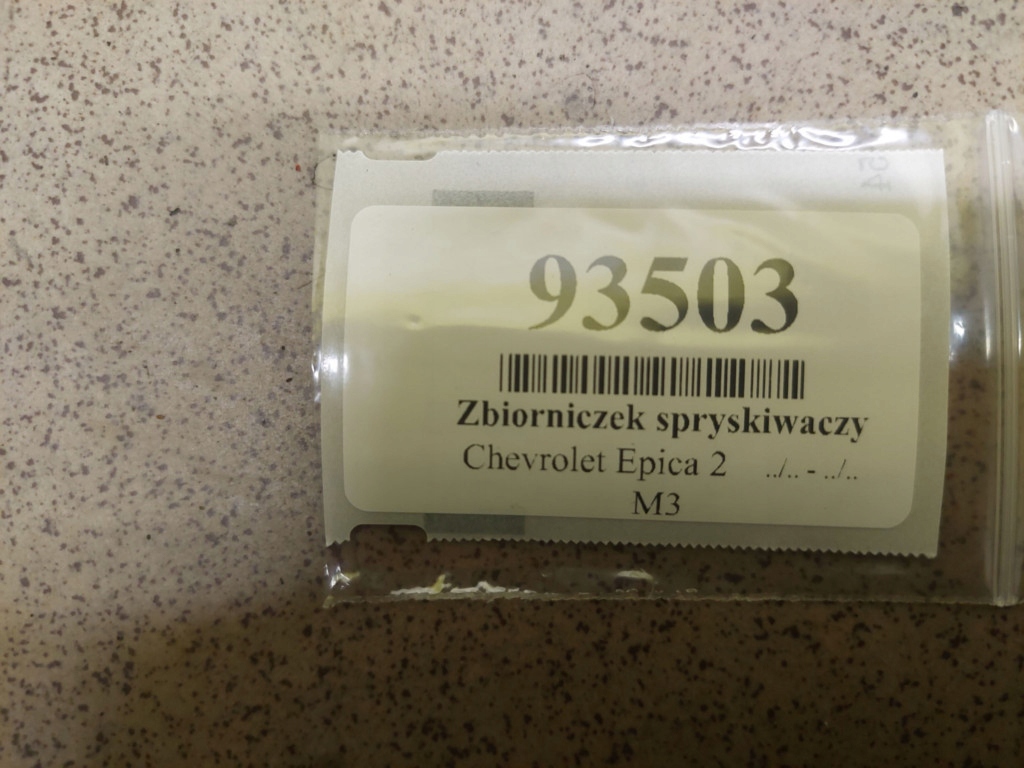 93503
Zbiorniczek spryskiwaczy
Chevrolet Epica 2 ../.. - ../..
M3